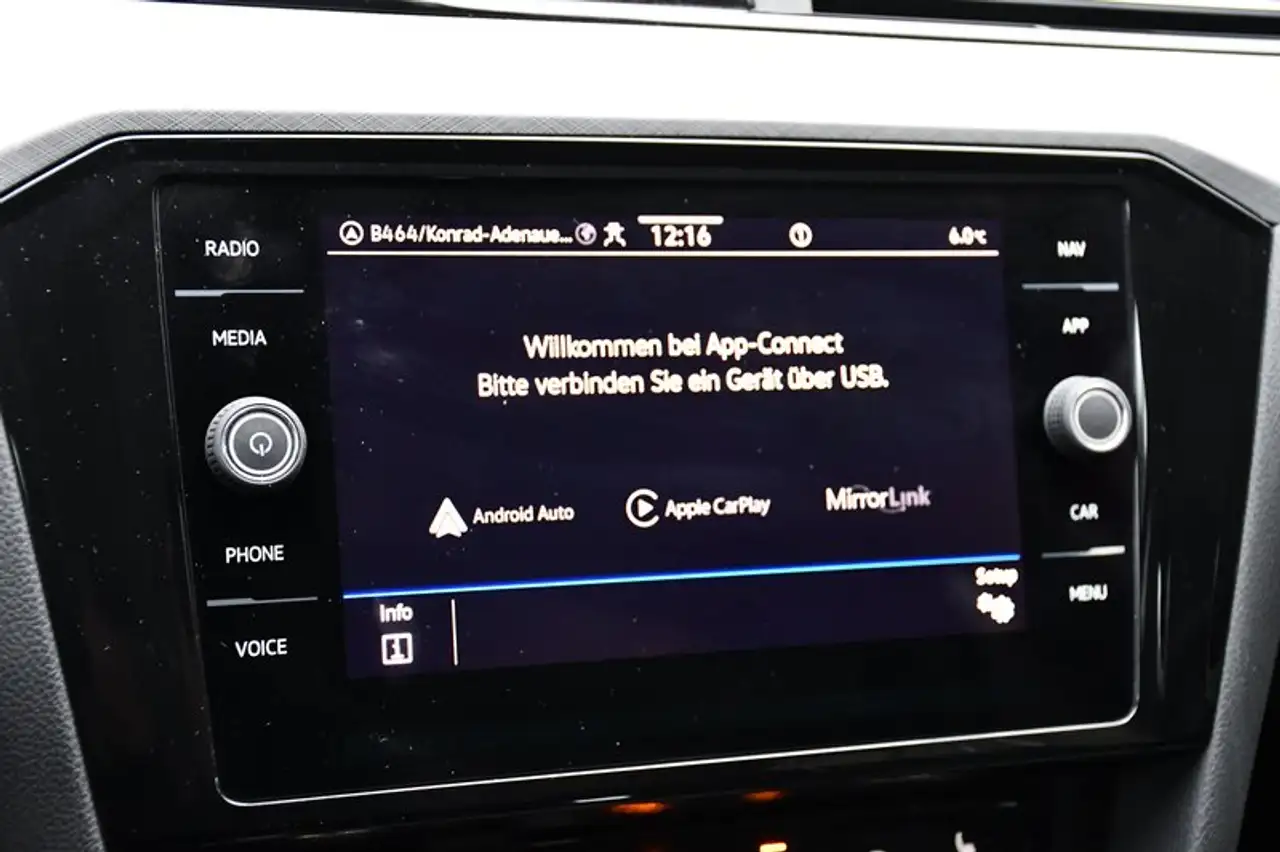 B464/Konrad-Adenaue... 12:16 6.0°C
RADIO
MEDIA
PHONE
VOICE
Willkommen bei App-Connect
Bitte verbinden Sie ein Gerät über USB.
Android Auto Apple CarPlay MirrorLink
Info
Setup
NAV
APP
CAR
MENU